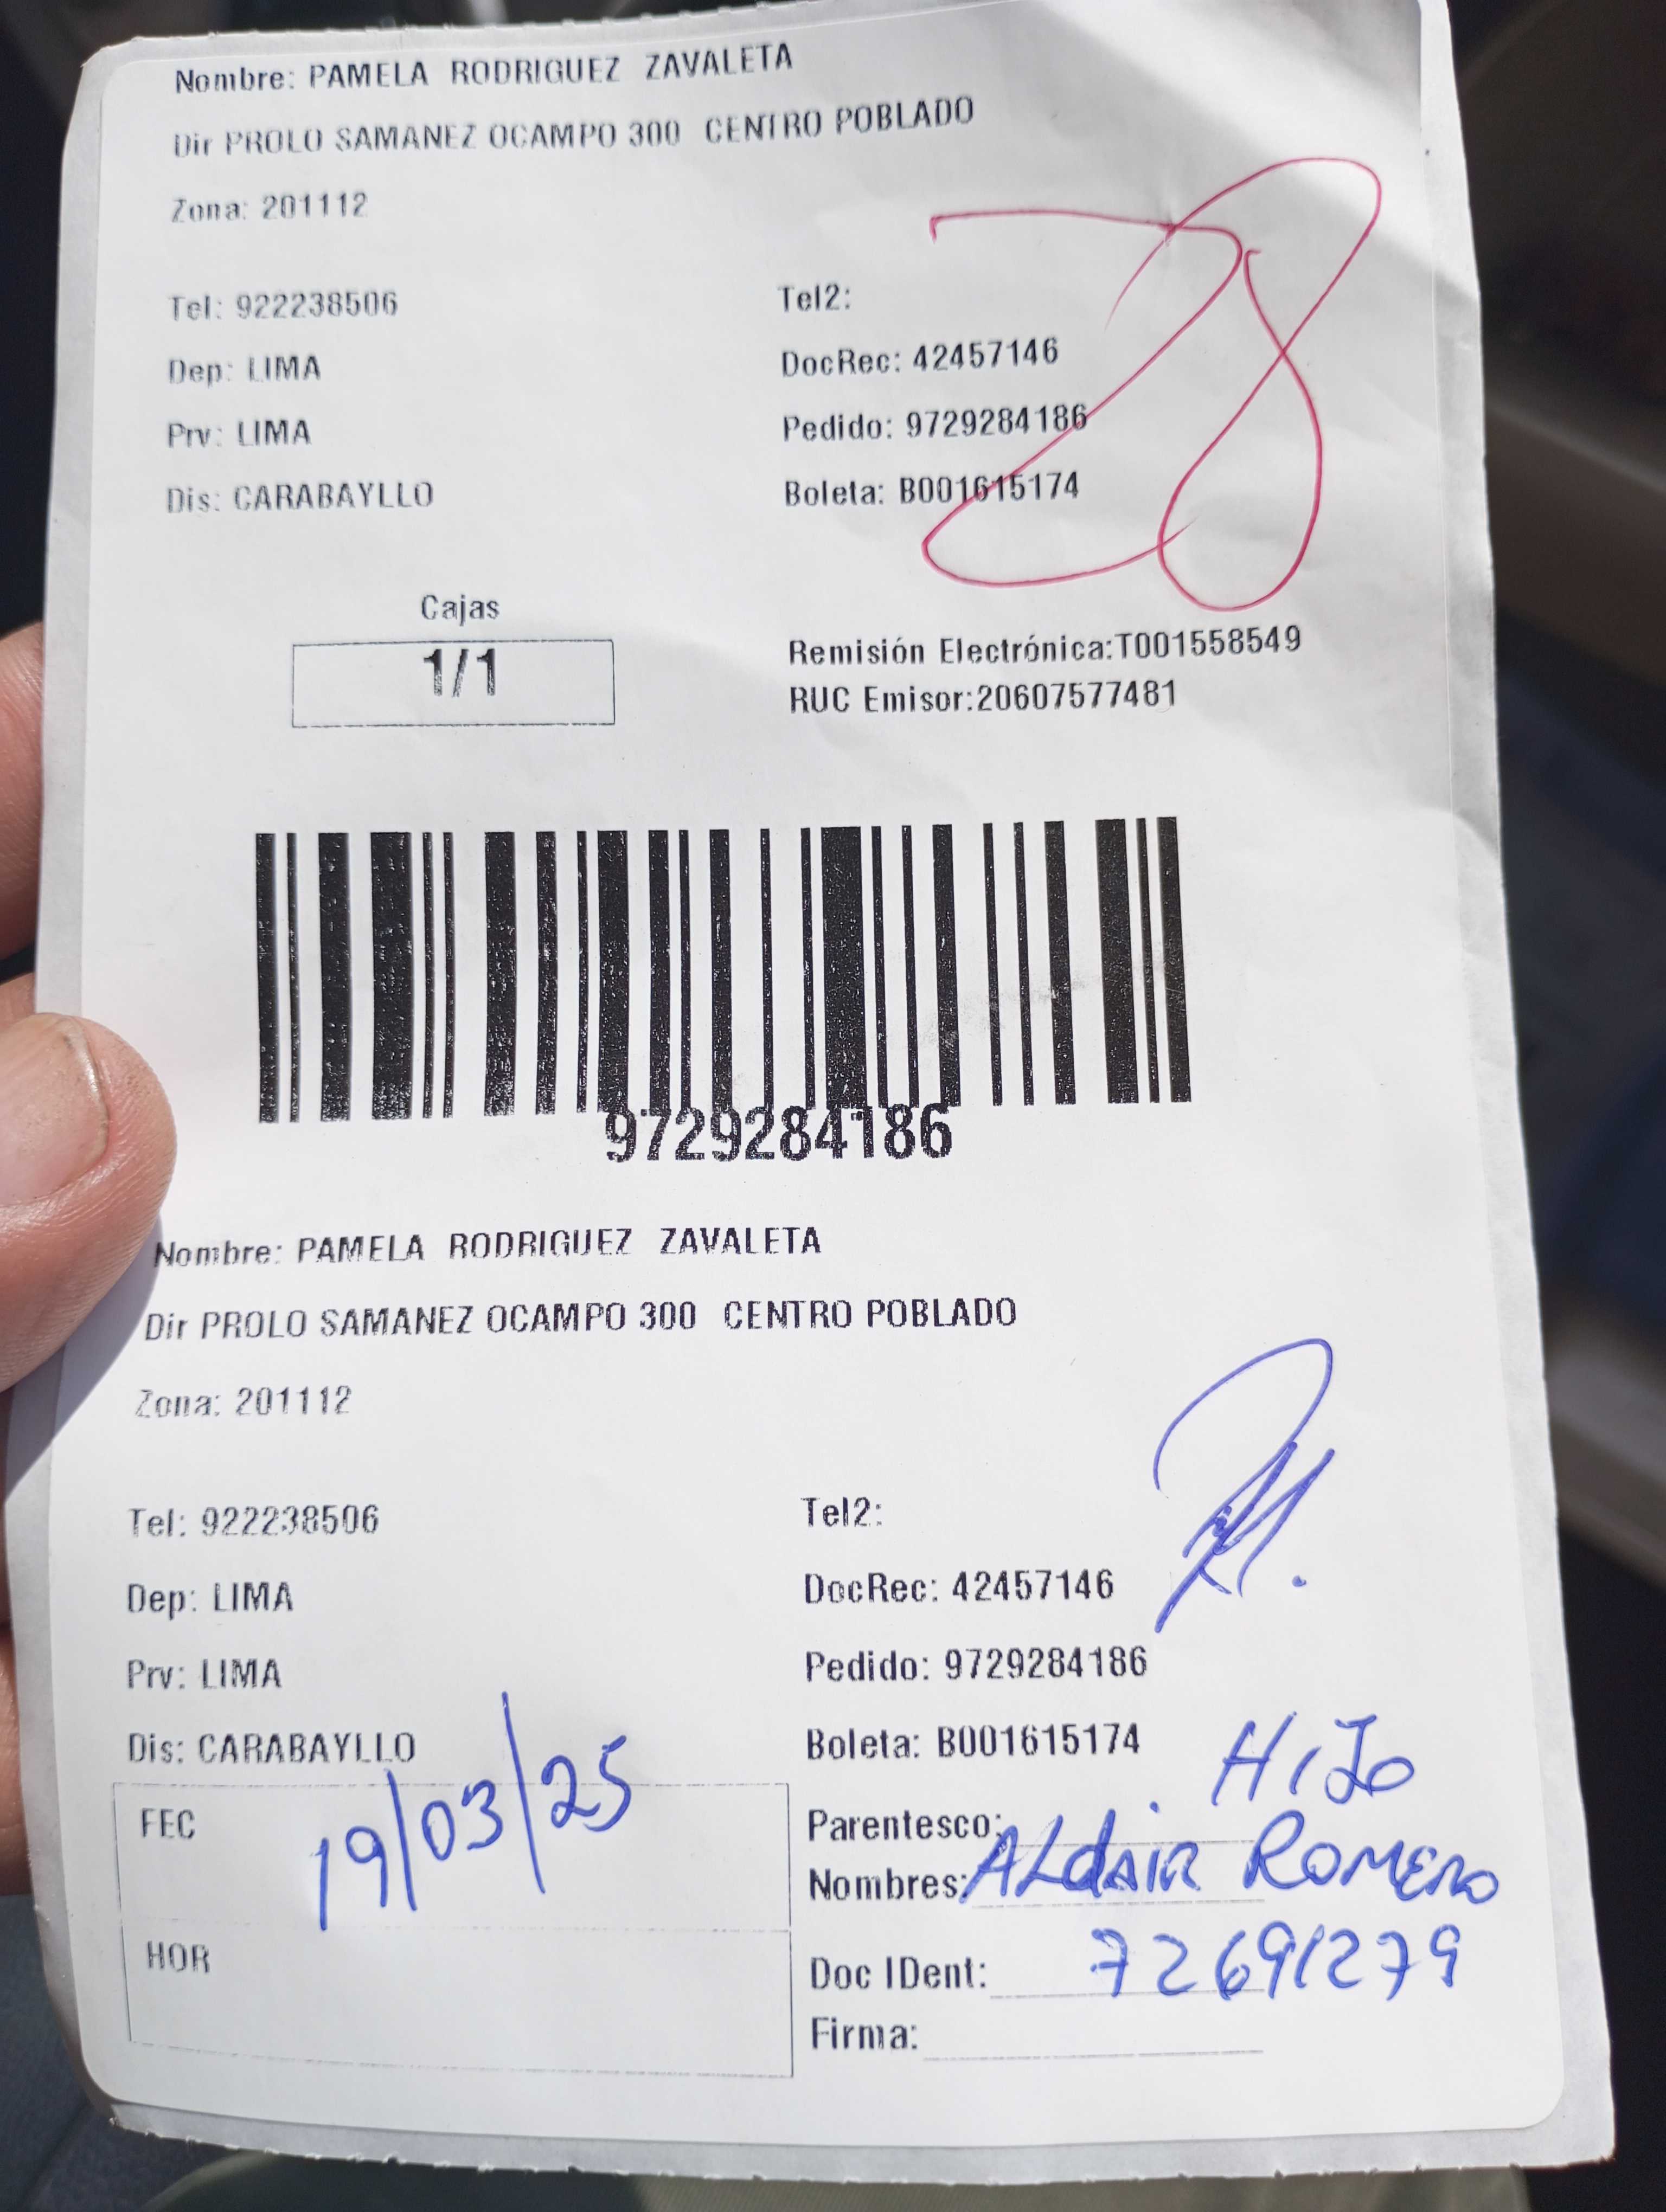 Nombre: PAMELA RODRIGUEZ ZAVALETA
Dir PROLO SAMANEZ OCAMPO 300 CENTRO POBLADO
Zona: 201112
Tel: 922238506 Tel2:
Dep: LIMA DocRec: 42457146
Prv: LIMA Pedido: 9729284186
Dis: CARABAYLLO Boleta: B001615174
28
Cajas
1/1
Remisión Electrónica:T001558549
RUC Emisor:20607577481
9729284186
Nombre: PAMELA RODRIGUEZ ZAVALETA
Dir PROLO SAMANEZ OCAMPO 300 CENTRO POBLADO
Zona: 201112
Tel: 922238506 Tel2:
Dep: LIMA DocRec: 42457146
Prv: LIMA Pedido: 9729284186
Dis: CARABAYLLO Boleta: B001615174
FEC 19/03/25
HOR
Parentesco: HIJO
Nombres: ALDAIR ROMERO
Doc IDent: 72691279
Firma: